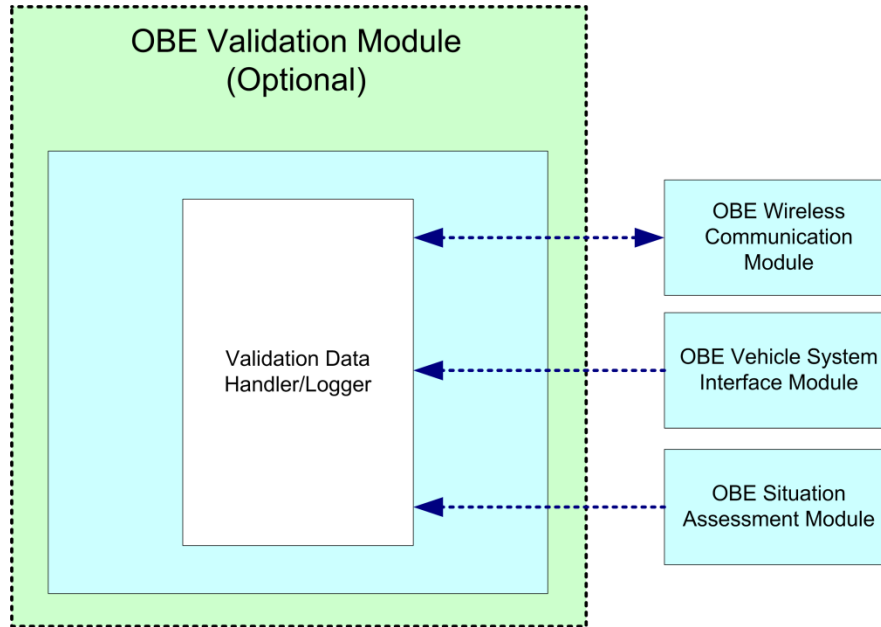 OBE Validation Module
(Optional)
Validation Data
Handler/Logger
OBE Wireless
Communication
Module
OBE Vehicle System
Interface Module
OBE Situation
Assessment Module